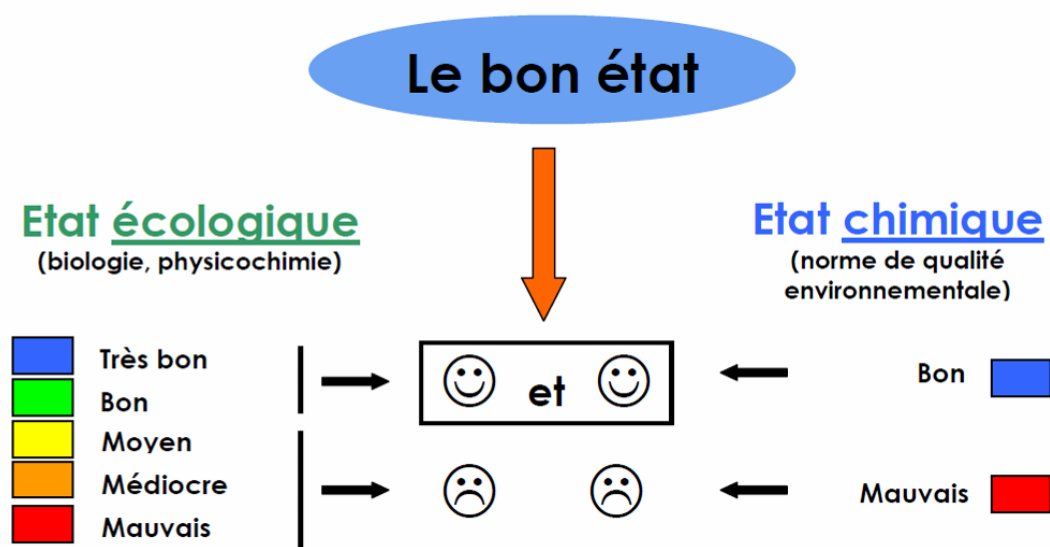 Le bon état
Etat écologique
(biologie, physicochimie)
Etat chimique
(norme de qualité
environnementale)
Très bon
Bon
Moyen
Médiocre
Mauvais
et
Bon
Mauvais